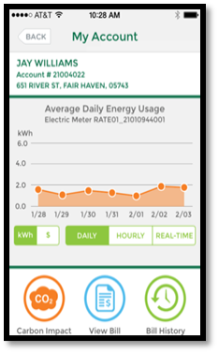 AT&T 10:28 AM
BACK My Account
JAY WILLIAMS
Account # 21004022
651 RIVER ST, FAIR HAVEN, 05743
Average Daily Energy Usage
Electric Meter RATE01_21010944001
kWh
6.0
4.0
2.0
0.0
1/28 1/29 1/30 1/31 2/01 2/02 2/03
kWh $ DAILY HOURLY REAL-TIME
CO₂ $
Carbon Impact View Bill Bill History